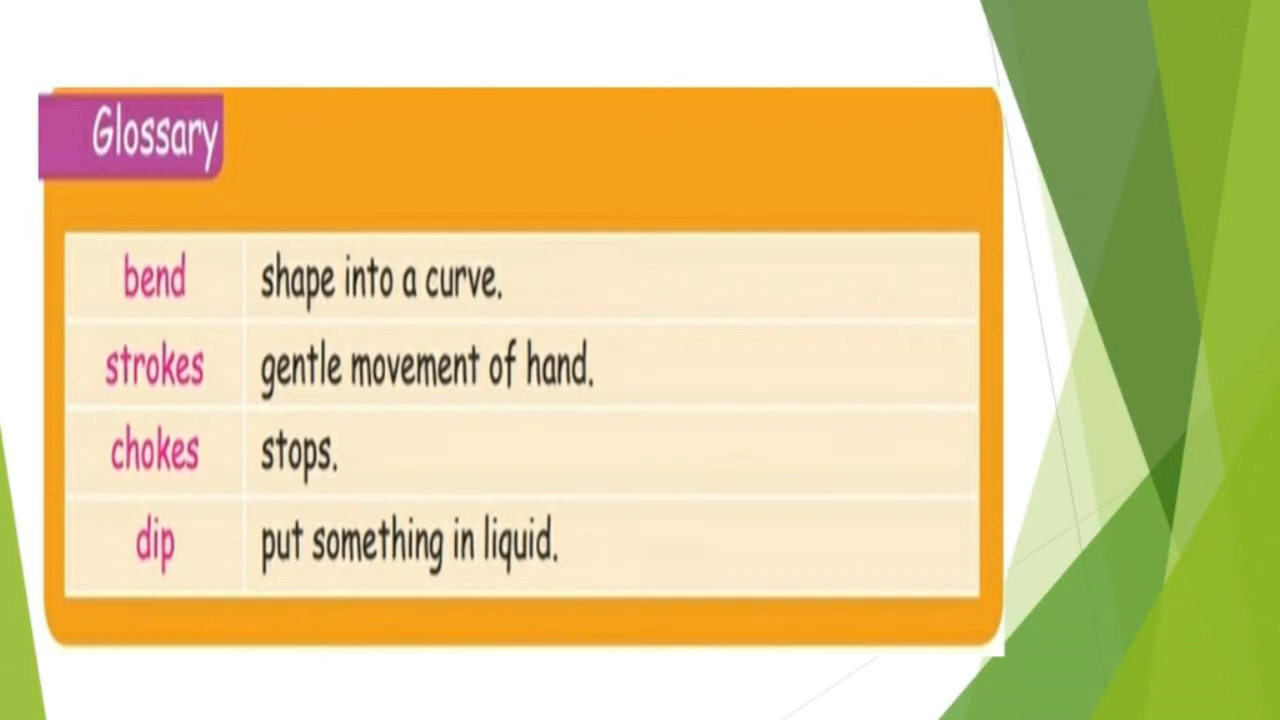 Glossary
bend shape into a curve.
strokes gentle movement of hand.
chokes stops.
dip put something in liquid.